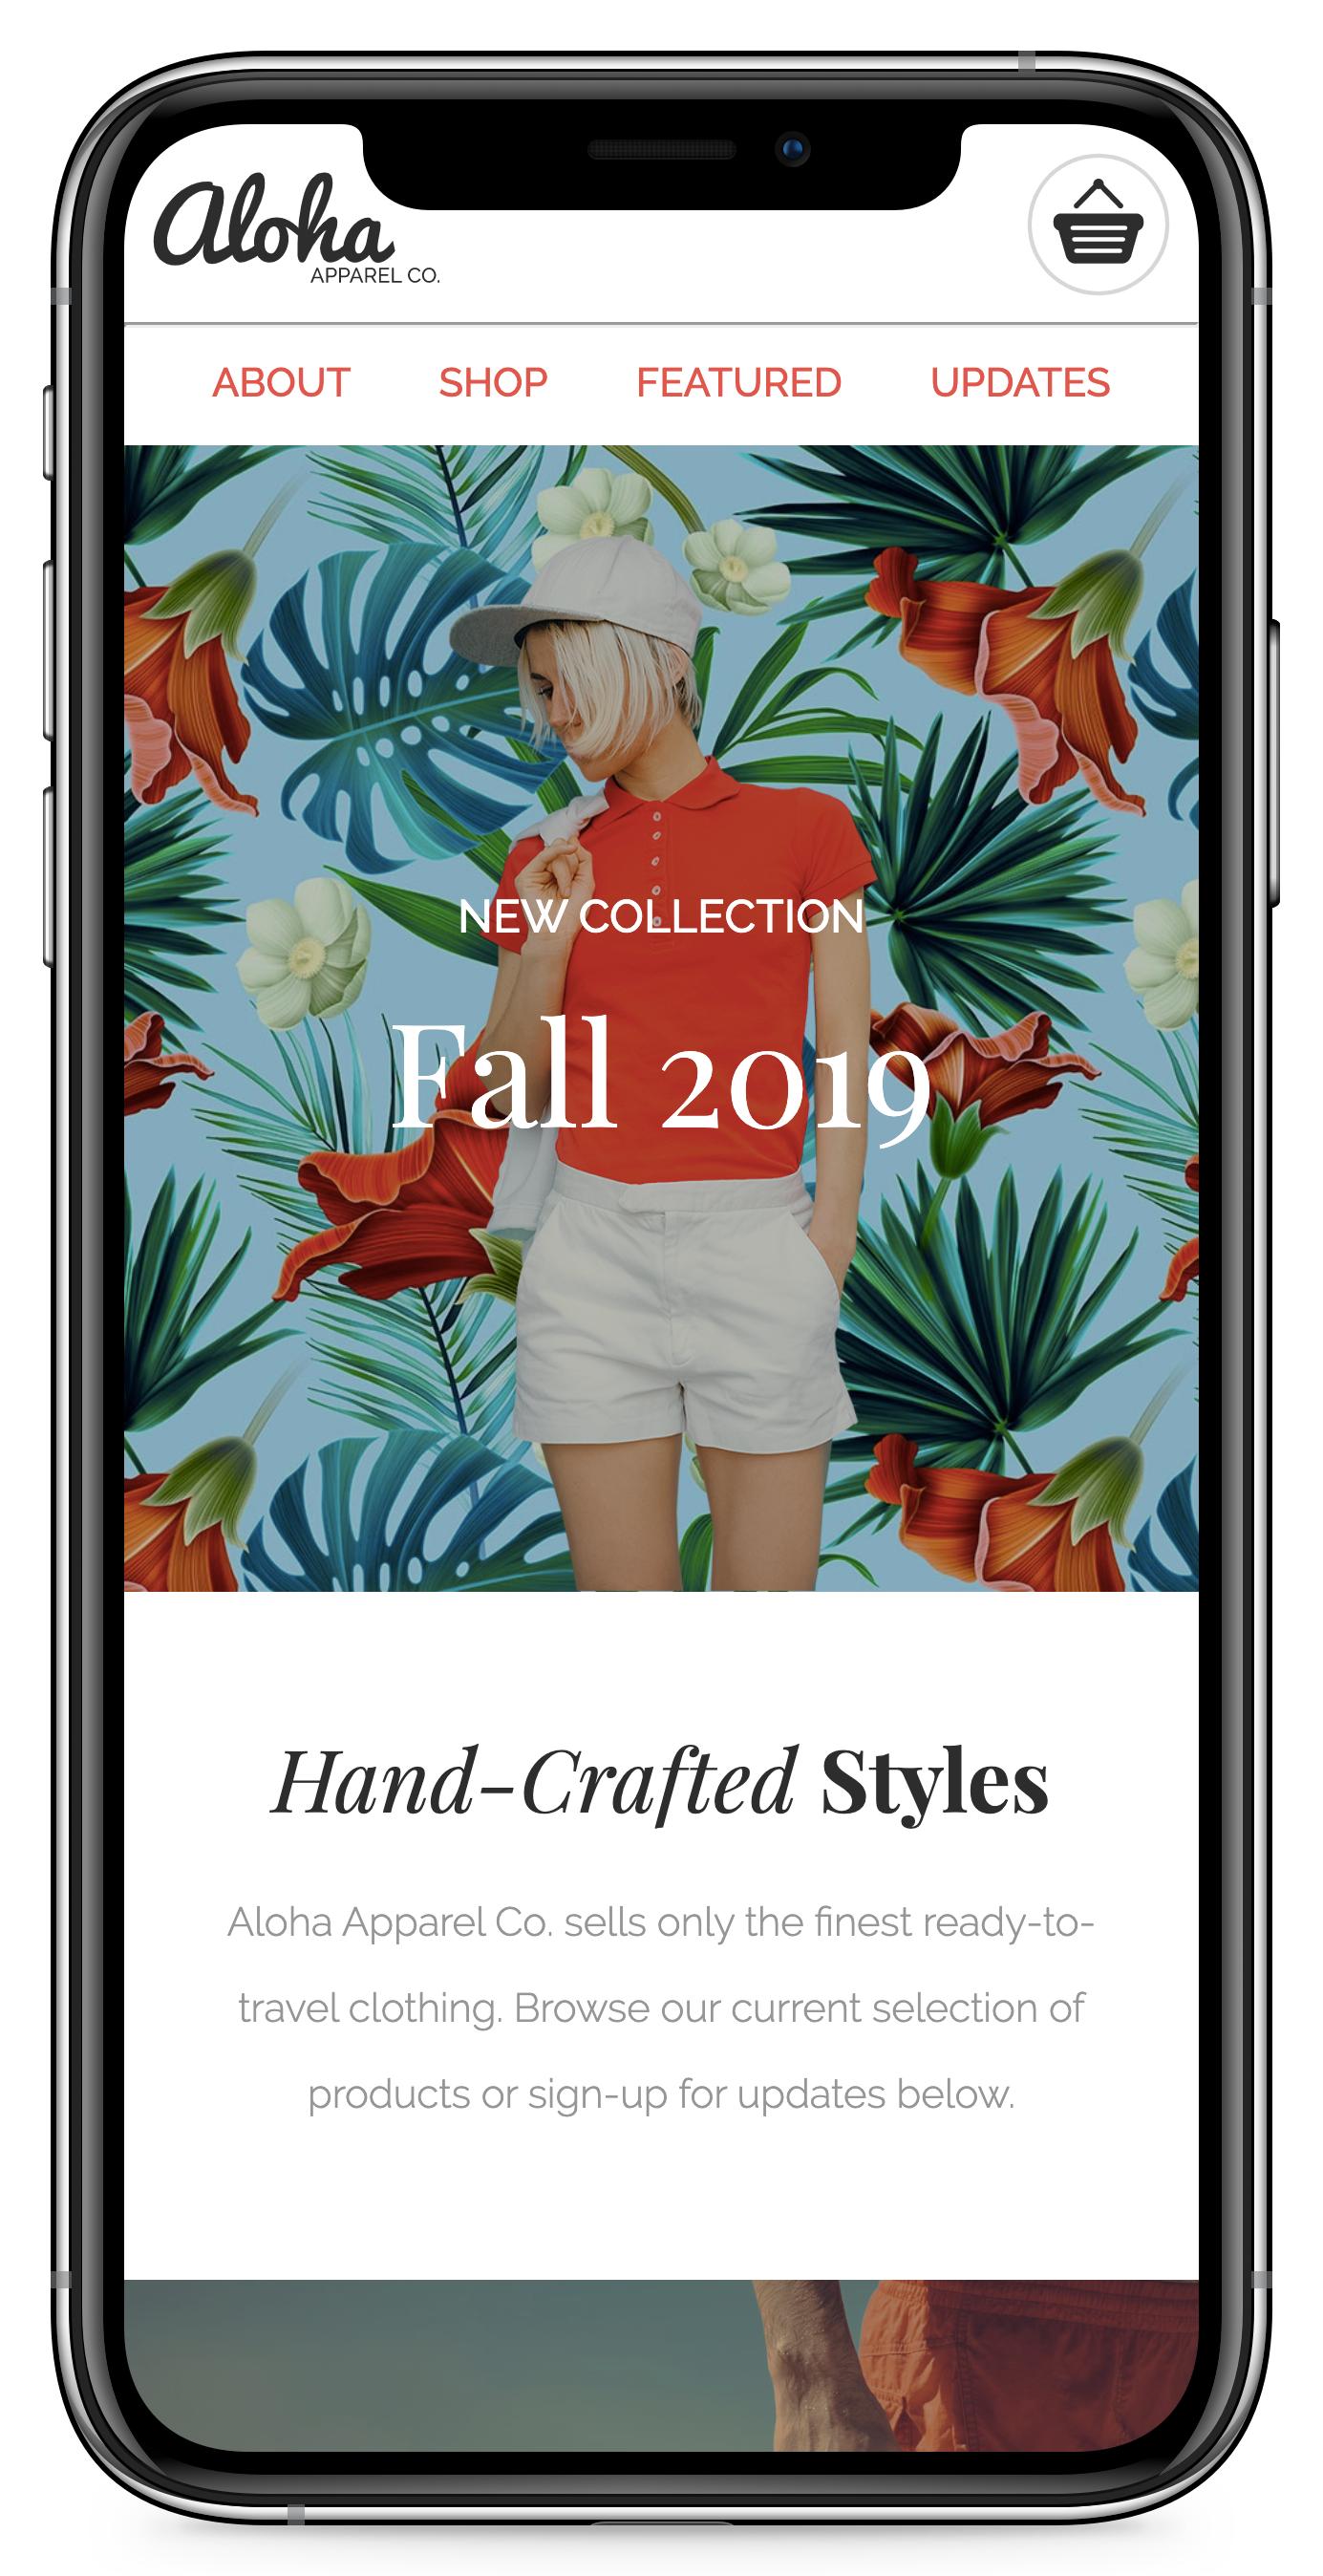 Aloha
APPAREL CO.
ABOUT SHOP FEATURED UPDATES
NEW COLLECTION
Fall 2019
Hand-Crafted Styles
Aloha Apparel Co. sells only the finest ready-to-
travel clothing. Browse our current selection of
products or sign-up for updates below.